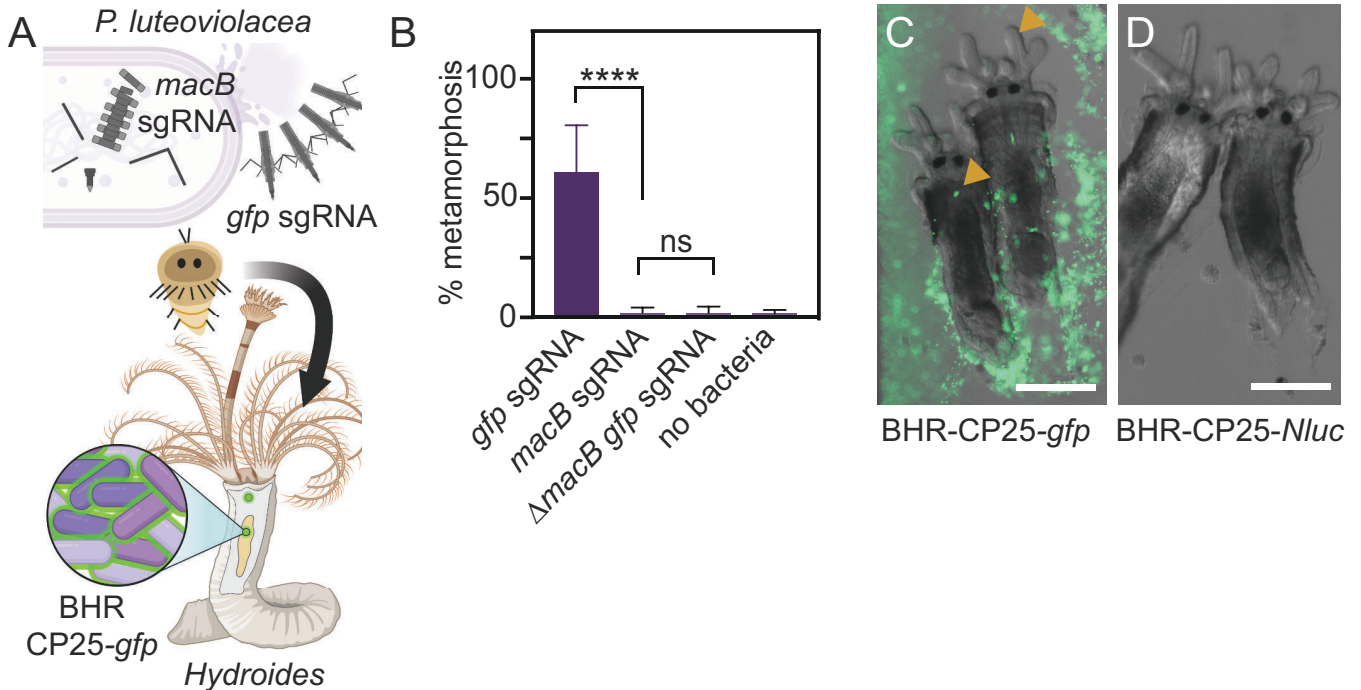 A
P. luteoviolacea
macB
sgRNA
gfp sgRNA
BHR
CP25-gfp
Hydroides
B
% metamorphosis
100
50
0
****
ns
gfp sgRNA
macB sgRNA
ΔmacB gfp sgRNA
no bacteria
C
BHR-CP25-gfp
D
BHR-CP25-Nluc